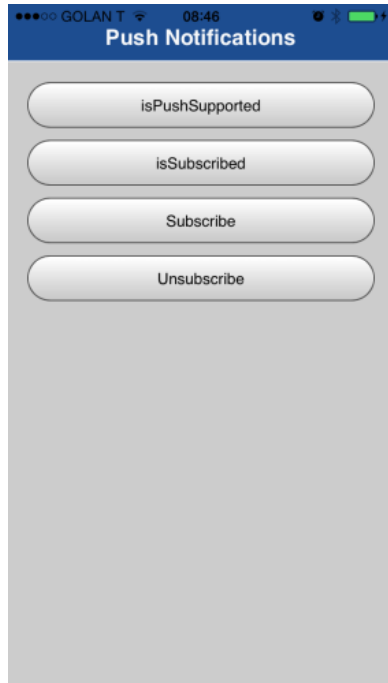 GOLAN T 08:46
Push Notifications
isPushSupported
isSubscribed
Subscribe
Unsubscribe